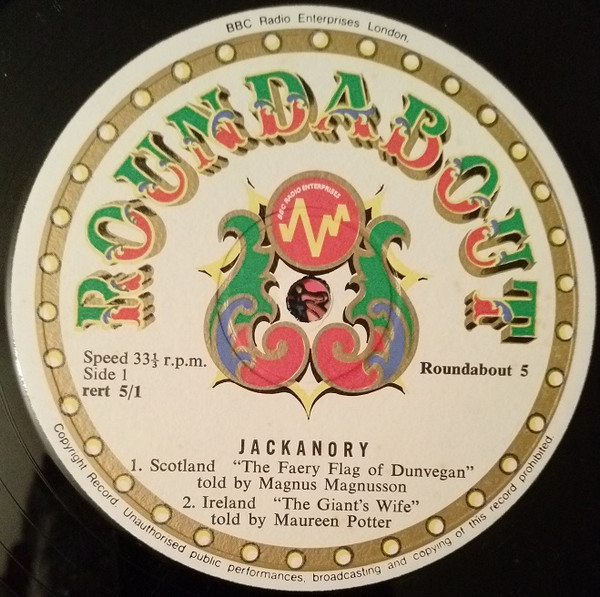 BBC Radio Enterprises London.
ROUNDABOUT
BBC RADIO ENTERPRISES
Speed 33⅓ r.p.m.
Side 1
rert 5/1
Roundabout 5
JACKANORY
1. Scotland "The Faery Flag of Dunvegan"
told by Magnus Magnusson
2. Ireland "The Giant's Wife"
told by Maureen Potter
Copyright Record. Unauthorised public performances, broadcasting and copying of this record prohibited.